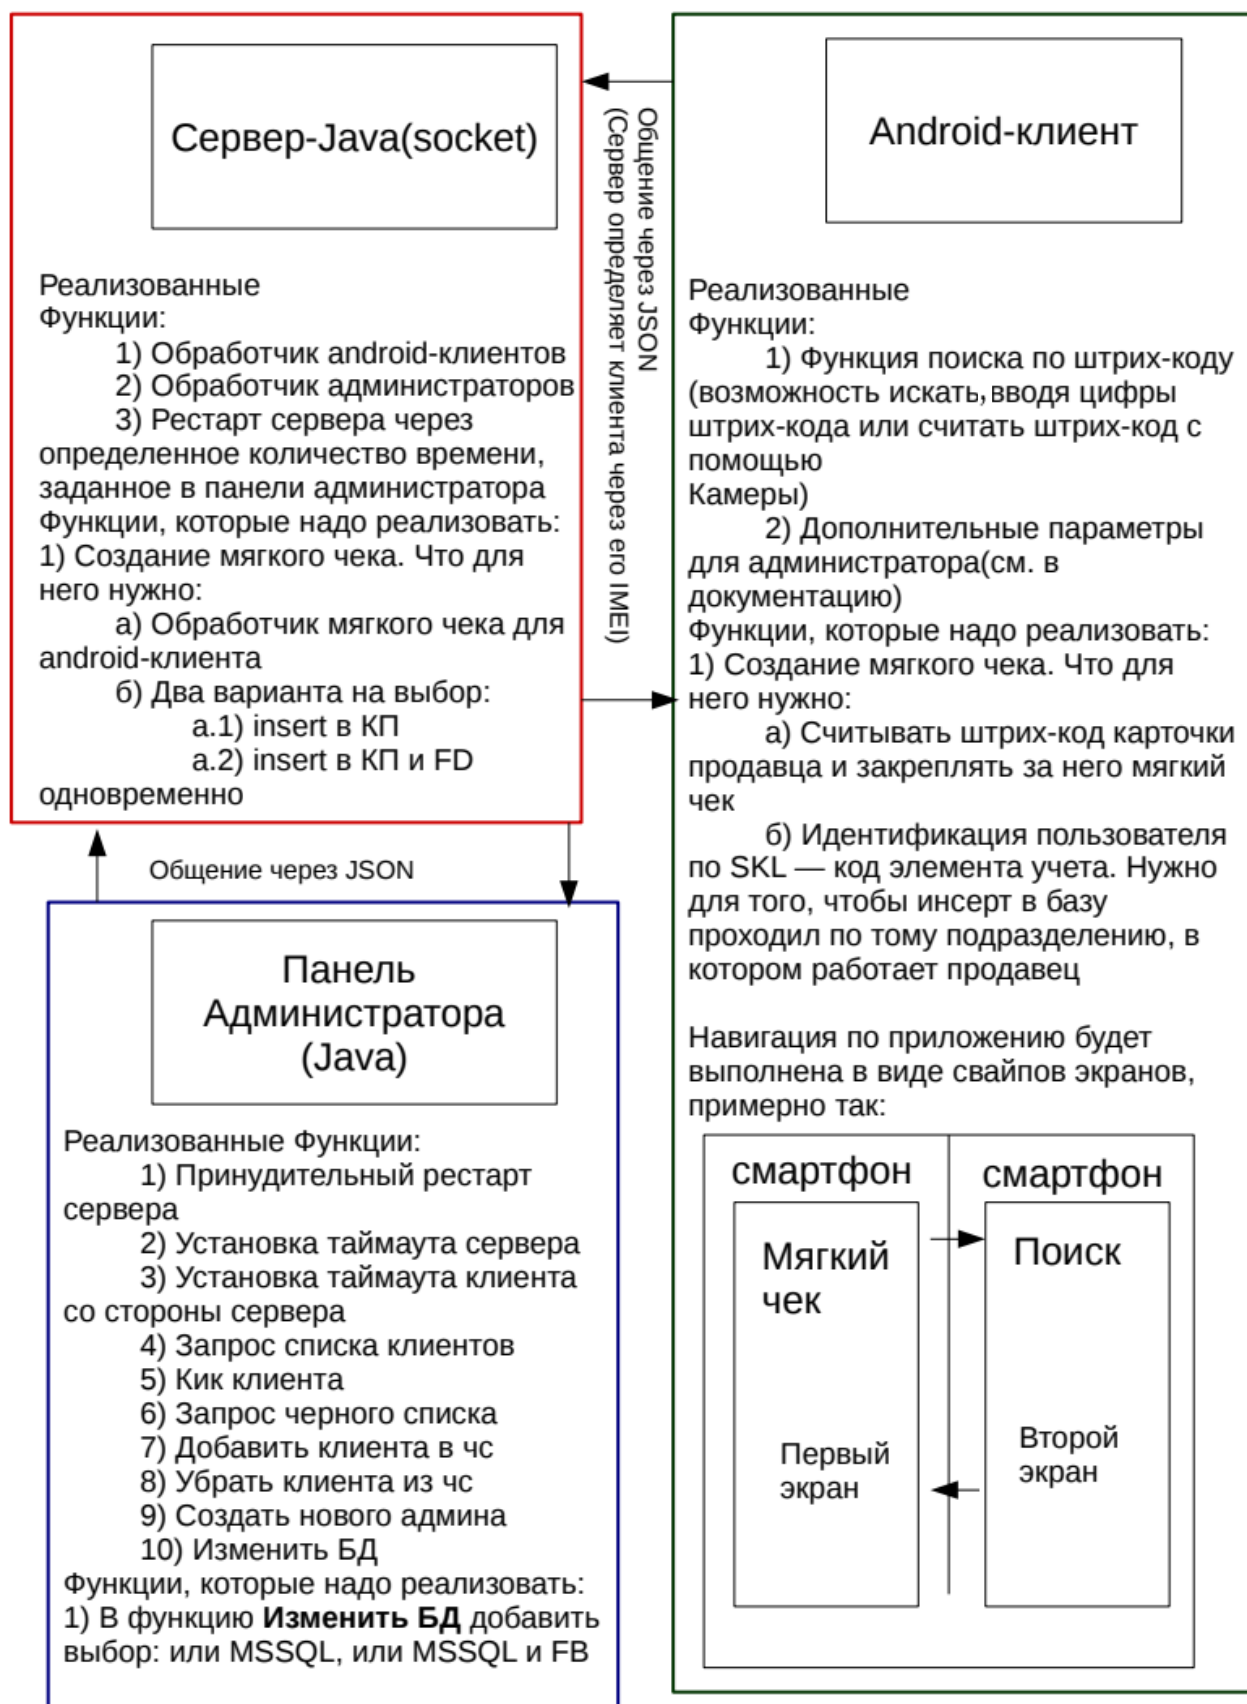 Сервер-Java(socket)
Реализованные
Функции:
1) Обработчик android-клиентов
2) Обработчик администраторов
3) Рестарт сервера через
определенное количество времени,
заданное в панели администратора
Функции, которые надо реализовать:
1) Создание мягкого чека. Что для
него нужно:
а) Обработчик мягкого чека для
android-клиента
б) Два варианта на выбор:
а.1) insert в КП
а.2) insert в КП и FD
одновременно
Общение через JSON
(Сервер определяет клиента через его IMEI)
Android-клиент
Реализованные
Функции:
1) Функция поиска по штрих-коду
(возможность искать,вводя цифры
штрих-кода или считать штрих-код с
помощью
Камеры)
2) Дополнительные параметры
для администратора(см. в
документацию)
Функции, которые надо реализовать:
1) Создание мягкого чека. Что для
него нужно:
а) Считывать штрих-код карточки
продавца и закреплять за него мягкий
чек
б) Идентификация пользователя
по SKL — код элемента учета. Нужно
для того, чтобы инсерт в базу
проходил по тому подразделению, в
котором работает продавец
Навигация по приложению будет
выполнена в виде свайпов экранов,
примерно так:
смартфон
Мягкий
чек
Первый
экран
смартфон
Поиск
Второй
экран
Общение через JSON
Панель
Администратора
(Java)
Реализованные Функции:
1) Принудительный рестарт
сервера
2) Установка таймаута сервера
3) Установка таймаута клиента
со стороны сервера
4) Запрос списка клиентов
5) Кик клиента
6) Запрос черного списка
7) Добавить клиента в чс
8) Убрать клиента из чс
9) Создать нового админа
10) Изменить БД
Функции, которые надо реализовать:
1) В функцию Изменить БД добавить
выбор: или MSSQL, или MSSQL и FB